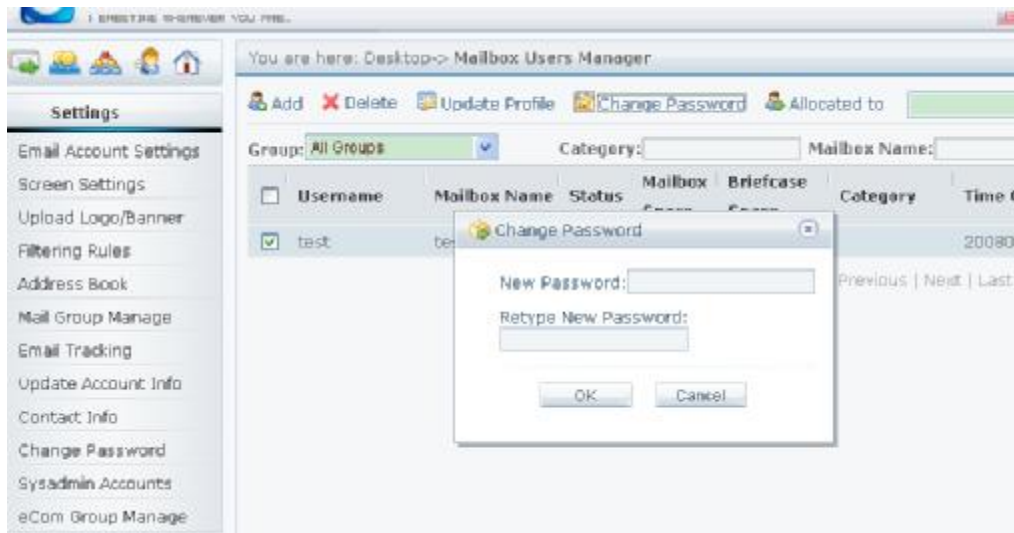 You are here: Desktop-> Mailbox Users Manager
Add Delete Update Profile Change Password Allocated to
Settings
Group: All Groups Category: Mailbox Name:
Username Mailbox Name Status Mailbox Briefcase Category Time
test 20080
Change Password
New Password:
Retype New Password:
OK Cancel
Previous | Next | Last
Email Account Settings
Screen Settings
Upload Logo/Banner
Filtering Rules
Address Book
Mail Group Manage
Email Tracking
Update Account Info
Contact Info
Change Password
Sysadmin Accounts
eCom Group Manage